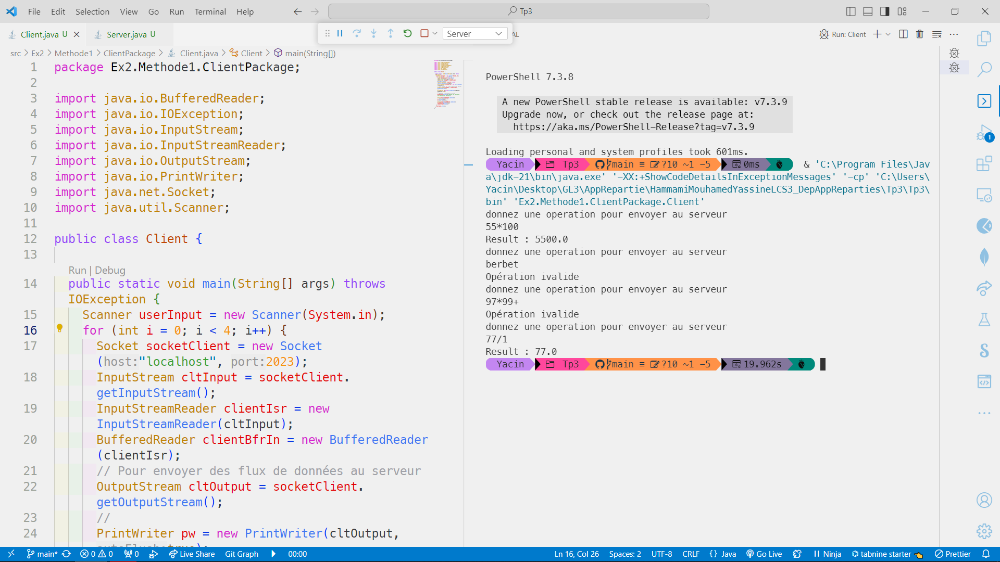 File Edit Selection View Go Run Terminal Help
Tp3
Client.java U
Server.java U
Server
AL
Run: Client
src > Ex2 > Methode1 > ClientPackage > Client.java > Client > main(String[])
1 package Ex2.Methode1.ClientPackage;
2
3 import java.io.BufferedReader;
4 import java.io.IOException;
5 import java.io.InputStream;
6 import java.io.InputStreamReader;
7 import java.io.OutputStream;
8 import java.io.PrintWriter;
9 import java.net.Socket;
10 import java.util.Scanner;
11
12 public class Client {
13
Run | Debug
14 public static void main(String[] args) throws
IOException {
15 Scanner userInput = new Scanner(System.in);
16 for (int i = 0; i < 4; i++) {
17 Socket socketClient = new Socket
(host:"localhost", port:2023);
18 InputStream cltInput = socketClient.
getInputStream();
19 InputStreamReader clientIsr = new
InputStreamReader(cltInput);
20 BufferedReader clientBfrIn = new BufferedReader
(clientIsr);
21 // Pour envoyer des flux de données au serveur
22 OutputStream cltOutput = socketClient.
getOutputStream();
23 //
24 PrintWriter pw = new PrintWriter(cltOutput,
PowerShell 7.3.8
A new PowerShell stable release is available: v7.3.9
Upgrade now, or check out the release page at:
https://aka.ms/PowerShell-Release?tag=v7.3.9
Loading personal and system profiles took 601ms.
Yacin Tp3 main ≡ ?10 ~1 -5 0ms & 'C:\Program Files\Jav
a\jdk-21\bin\java.exe' '-XX:+ShowCodeDetailsInExceptionMessages' '-cp' 'C:\Users\
Yacin\Desktop\GL3\AppRepartie\HammamiMouhamedYassineLCS3_DepAppReparties\Tp3\Tp3\
bin' 'Ex2.Methode1.ClientPackage.Client'
donnez une operation pour envoyer au serveur
55*100
Result : 5500.0
donnez une operation pour envoyer au serveur
berbet
Opération ivalide
donnez une operation pour envoyer au serveur
97*99+
Opération ivalide
donnez une operation pour envoyer au serveur
77/1
Result : 77.0
Yacin Tp3 main ≡ ?10 ~1 -5 19.962s
1
main* 0 0 0 Live Share Git Graph 00:00
Ln 16, Col 26 Spaces: 2 UTF-8 CRLF {} Java Go Live Ninja tabnine starter Prettier